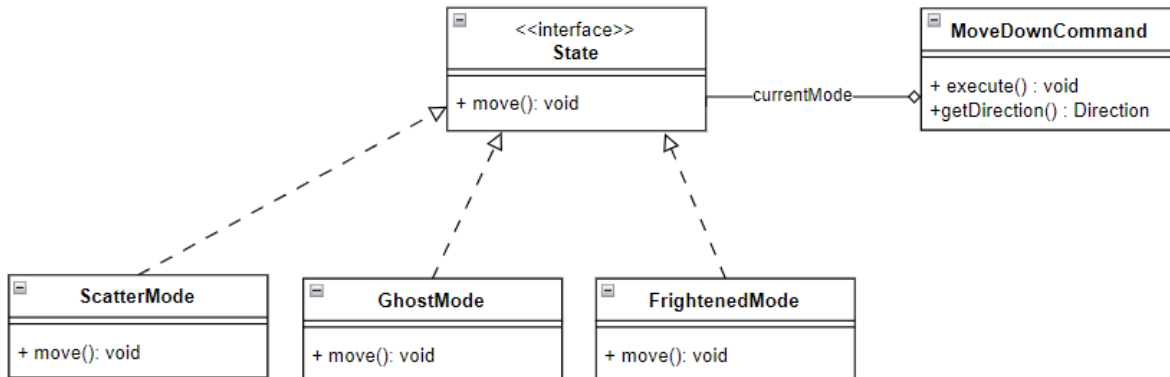 <<interface>>
State
+ move(): void
currentMode
MoveDownCommand
+ execute() : void
+getDirection() : Direction
ScatterMode
+ move(): void
GhostMode
+ move(): void
FrightenedMode
+ move(): void